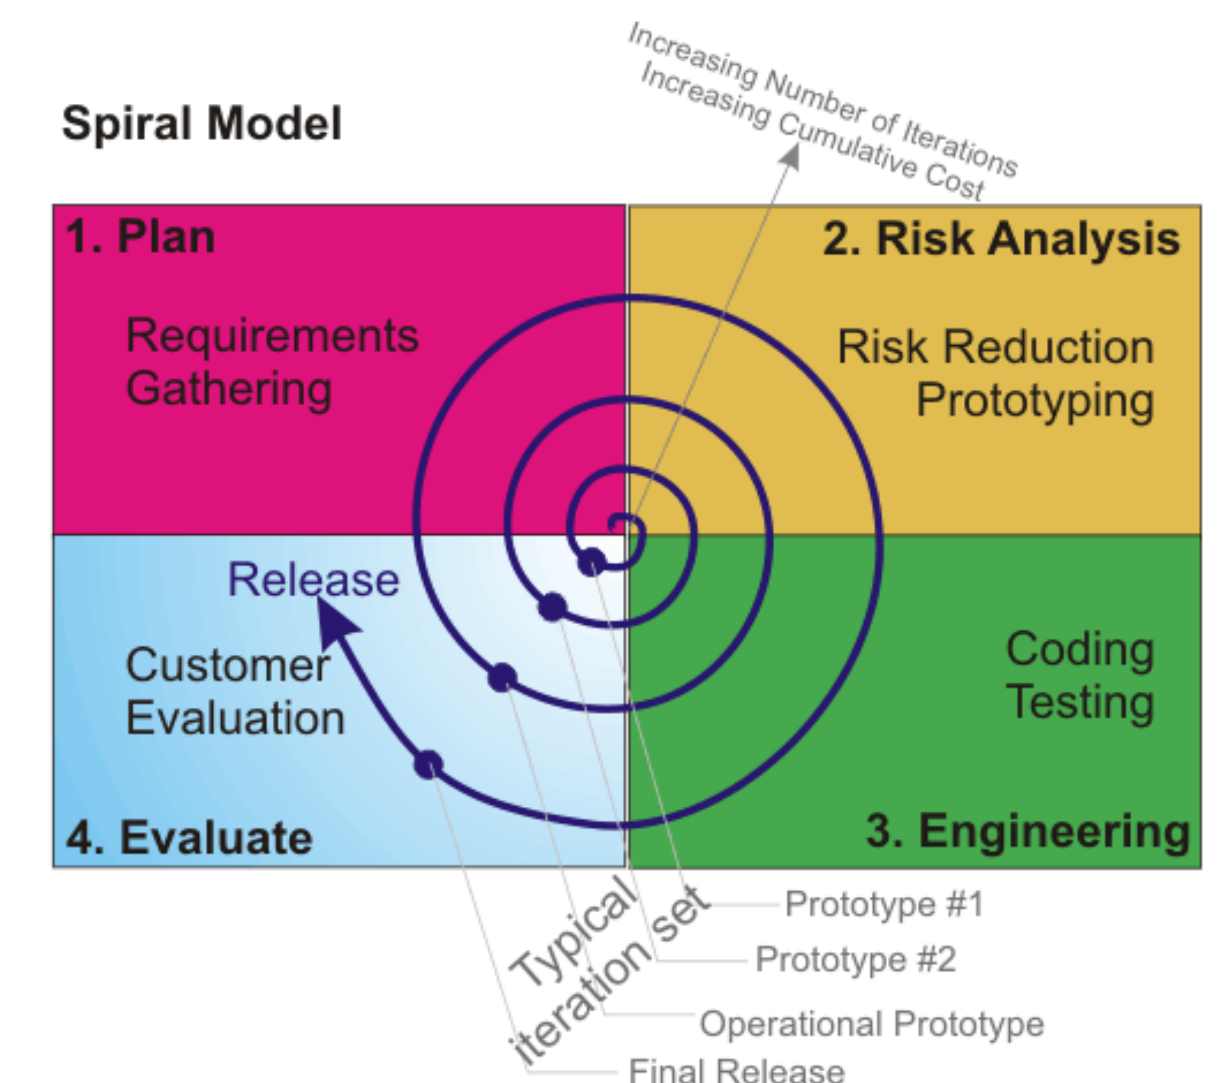 Increasing Number of Iterations
Increasing Cumulative Cost
Spiral Model
1. Plan
Requirements
Gathering
2. Risk Analysis
Risk Reduction
Prototyping
Release
Customer
Evaluation
4. Evaluate
Coding
Testing
3. Engineering
Typical
iteration set
Prototype #1
Prototype #2
Operational Prototype
Final Release